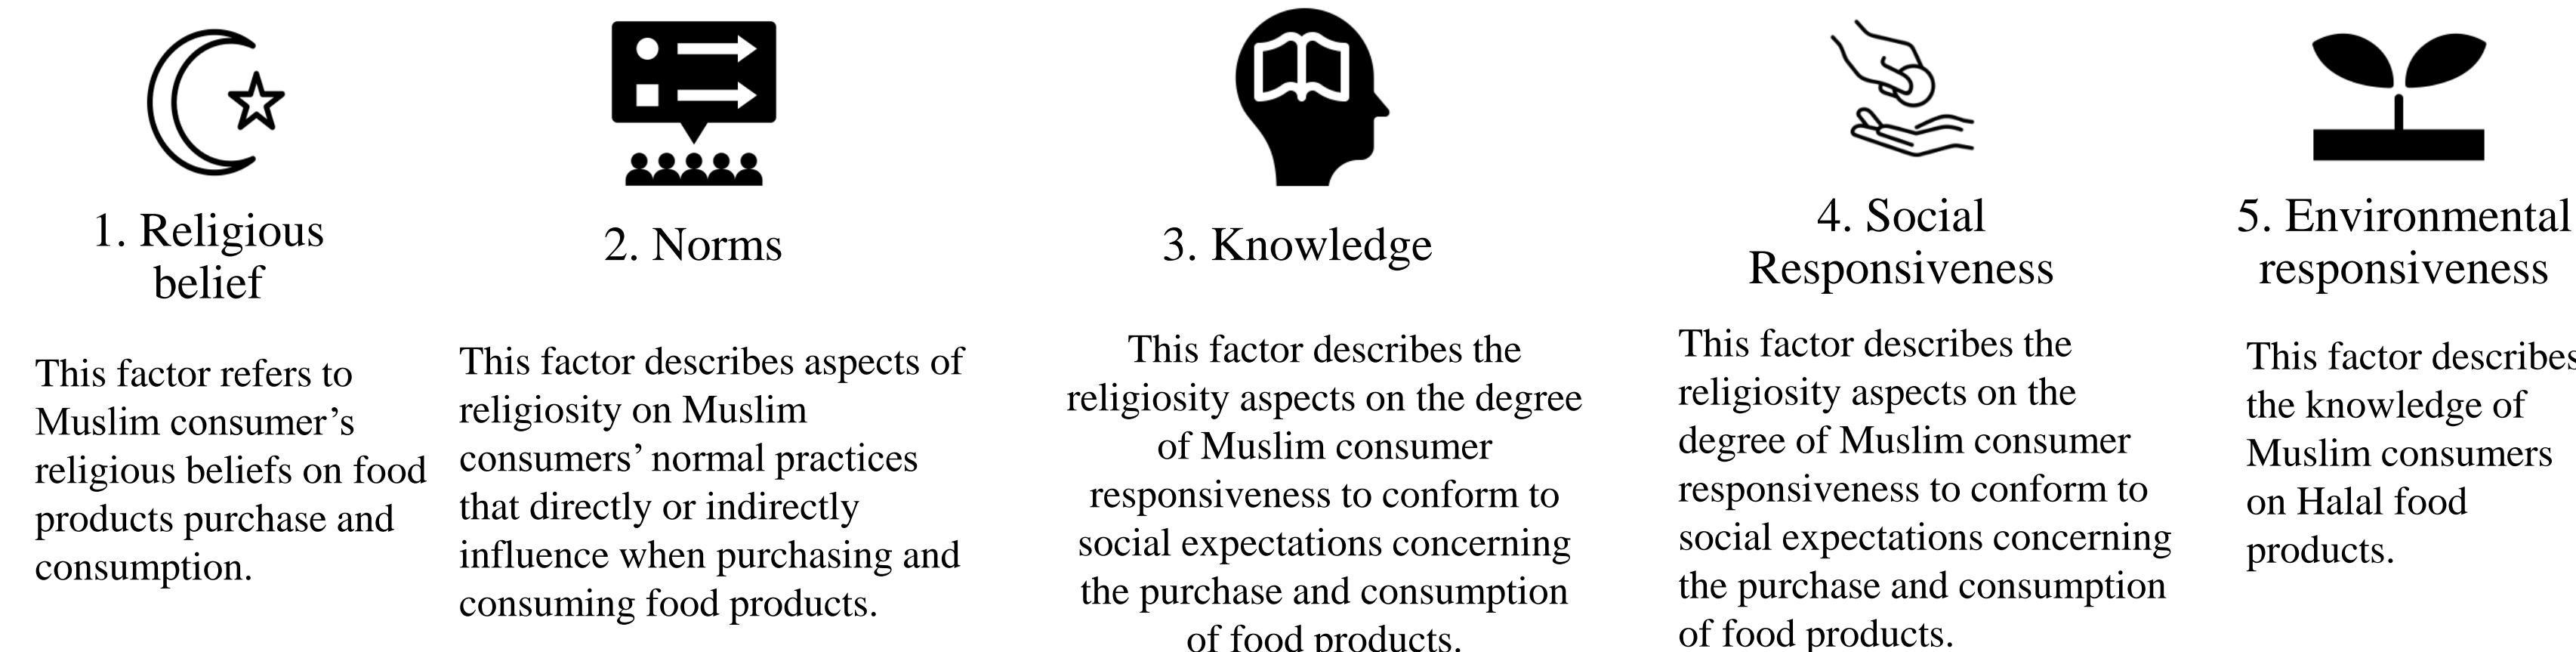 1. Religious
belief
This factor refers to
Muslim consumer’s
religious beliefs on food
products purchase and
consumption.
2. Norms
This factor describes aspects of
religiosity on Muslim
consumers’ normal practices
that directly or indirectly
influence when purchasing and
consuming food products.
3. Knowledge
This factor describes the
religiosity aspects on the degree
of Muslim consumer
responsiveness to conform to
social expectations concerning
the purchase and consumption
of food products.
4. Social
Responsiveness
This factor describes the
religiosity aspects on the
degree of Muslim consumer
responsiveness to conform to
social expectations concerning
the purchase and consumption
of food products.
5. Environmental
responsiveness
This factor describes
the knowledge of
Muslim consumers
on Halal food
products.